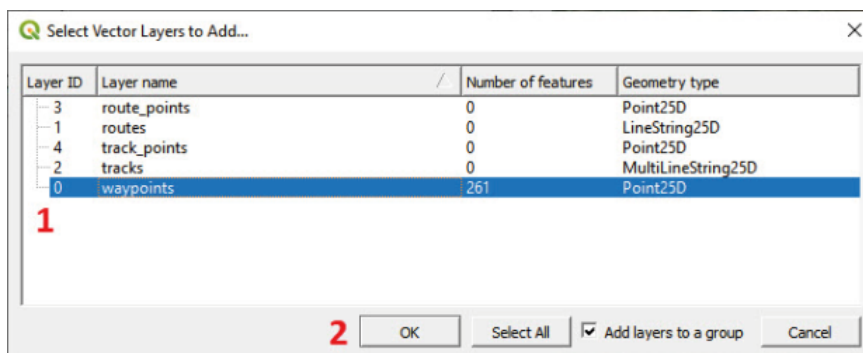 Select Vector Layers to Add...
Layer ID Layer name Number of features Geometry type
3 route_points 0 Point25D
1 routes 0 LineString25D
4 track_points 0 Point25D
2 tracks 0 MultiLineString25D
0 waypoints 261 Point25D
1
2 OK Select All Add layers to a group Cancel